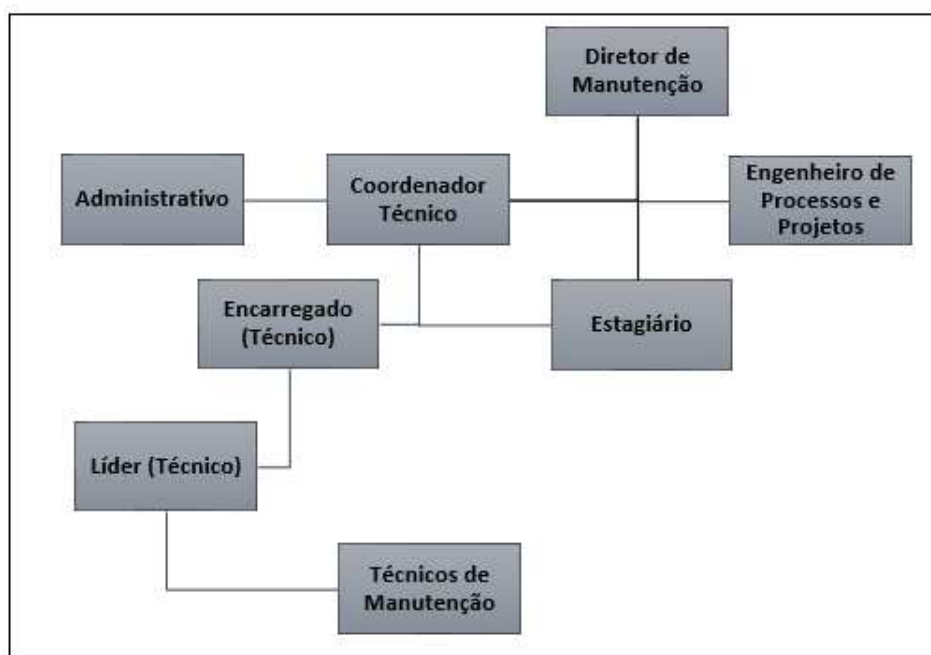 Diretor de
Manutenção
Administrativo
Coordenador
Técnico
Engenheiro de
Processos e
Projetos
Encarregado
(Técnico)
Estagiário
Líder (Técnico)
Técnicos de
Manutenção